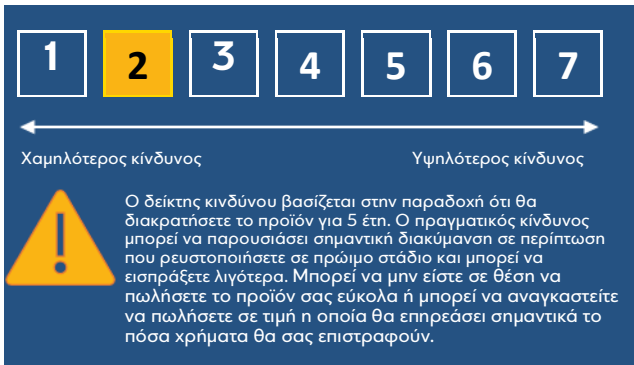 1 2 3 4 5 6 7
Χαμηλότερος κίνδυνος Υψηλότερος κίνδυνος
Ο δείκτης κινδύνου βασίζεται στην παραδοχή ότι θα
διακρατήσετε το προϊόν για 5 έτη. Ο πραγματικός κίνδυνος
μπορεί να παρουσιάσει σημαντική διακύμανση σε περίπτωση
που ρευστοποιήσετε σε πρώιμο στάδιο και μπορεί να
εισπράξετε λιγότερα. Μπορεί να μην είστε σε θέση να
πωλήσετε το προϊόν σας εύκολα ή μπορεί να αναγκαστείτε
να πωλήσετε σε τιμή η οποία θα επηρεάσει σημαντικά το
πόσα χρήματα θα σας επιστραφούν.